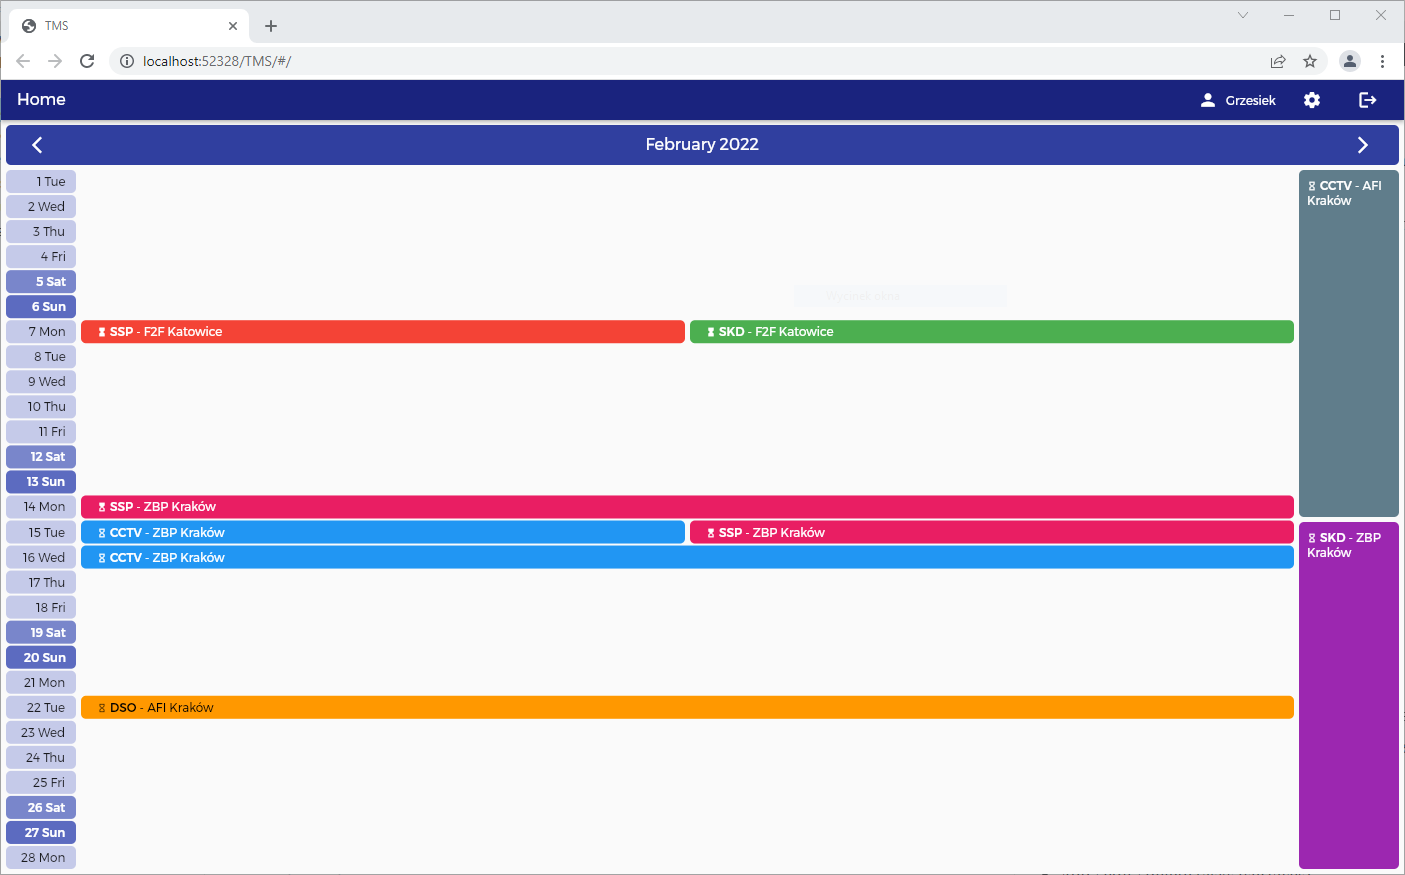 TMS
localhost:52328/TMS/#/
Home
Grzesiek
February 2022
1 Tue
2 Wed
3 Thu
4 Fri
5 Sat
6 Sun
7 Mon
SSP - F2F Katowice
SKD - F2F Katowice
8 Tue
9 Wed
10 Thu
11 Fri
12 Sat
13 Sun
14 Mon
SSP - ZBP Kraków
15 Tue
CCTV - ZBP Kraków
SSP - ZBP Kraków
16 Wed
CCTV - ZBP Kraków
17 Thu
18 Fri
19 Sat
20 Sun
21 Mon
22 Tue
DSO - AFI Kraków
23 Wed
24 Thu
25 Fri
26 Sat
27 Sun
28 Mon
CCTV - AFI
Kraków
SKD - ZBP
Kraków